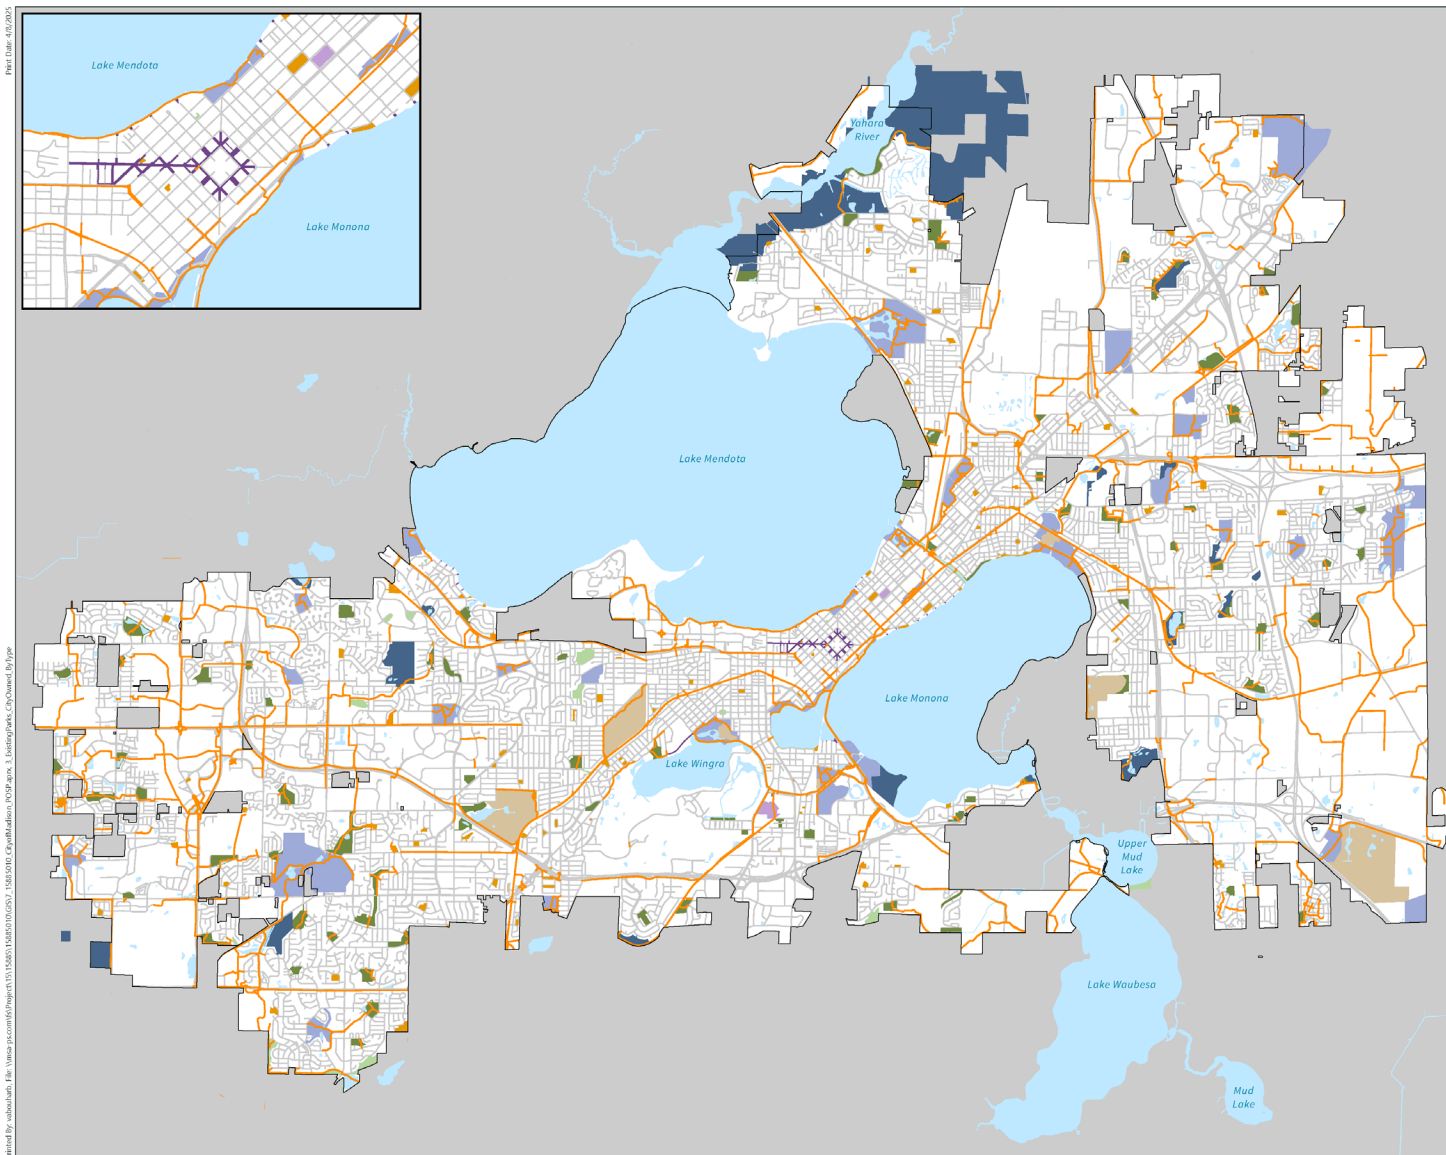 Print Date: 4/8/2025
Lake Mendota
Lake Monona
Yahara
River
Lake Mendota
Lake Monona
Lake Wingra
Upper
Mud
Lake
Lake Waubesa
Mud
Lake